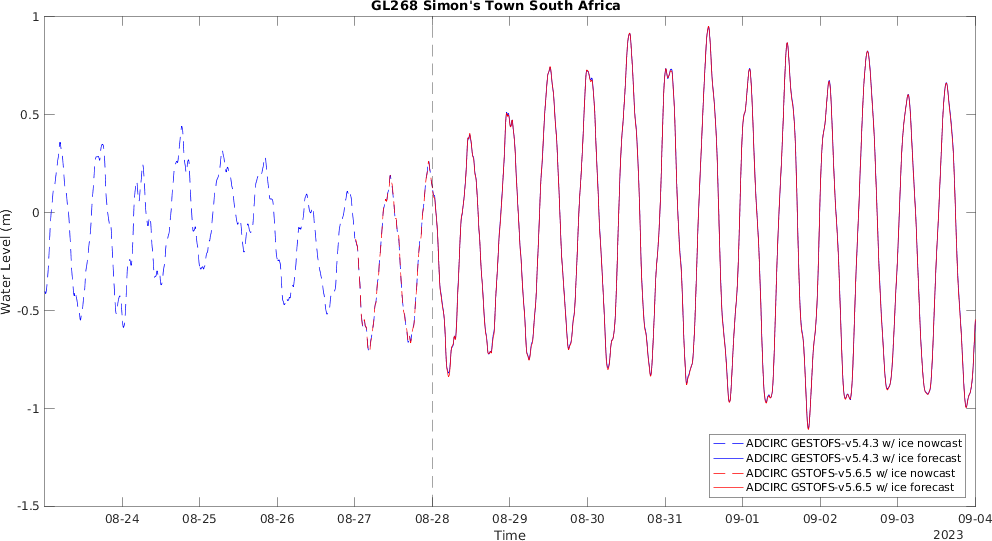 GL268 Simon's Town South Africa
1
0.5
0
-0.5
-1
-1.5
Water Level (m)
ADCIRC GESTOFS-v5.4.3 w/ ice nowcast
ADCIRC GESTOFS-v5.4.3 w/ ice forecast
ADCIRC GSTOFS-v5.6.5 w/ ice nowcast
ADCIRC GSTOFS-v5.6.5 w/ ice forecast
08-24 08-25 08-26 08-27 08-28 08-29 08-30 08-31 09-01 09-02 09-03 09-04
Time
2023